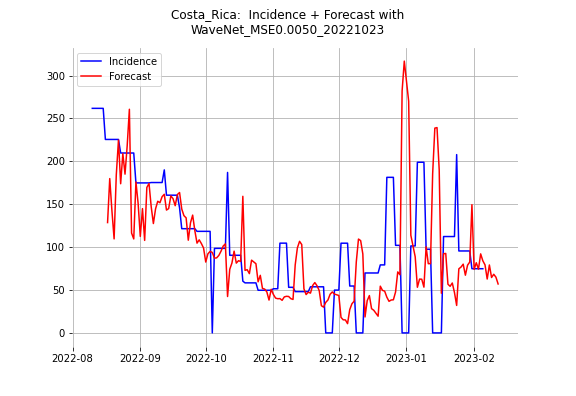 Costa_Rica:  Incidence + Forecast with
WaveNet_MSE0.0050_20221023
Incidence
Forecast
300
250
200
150
100
50
0
2022-08 2022-09 2022-10 2022-11 2022-12 2023-01 2023-02